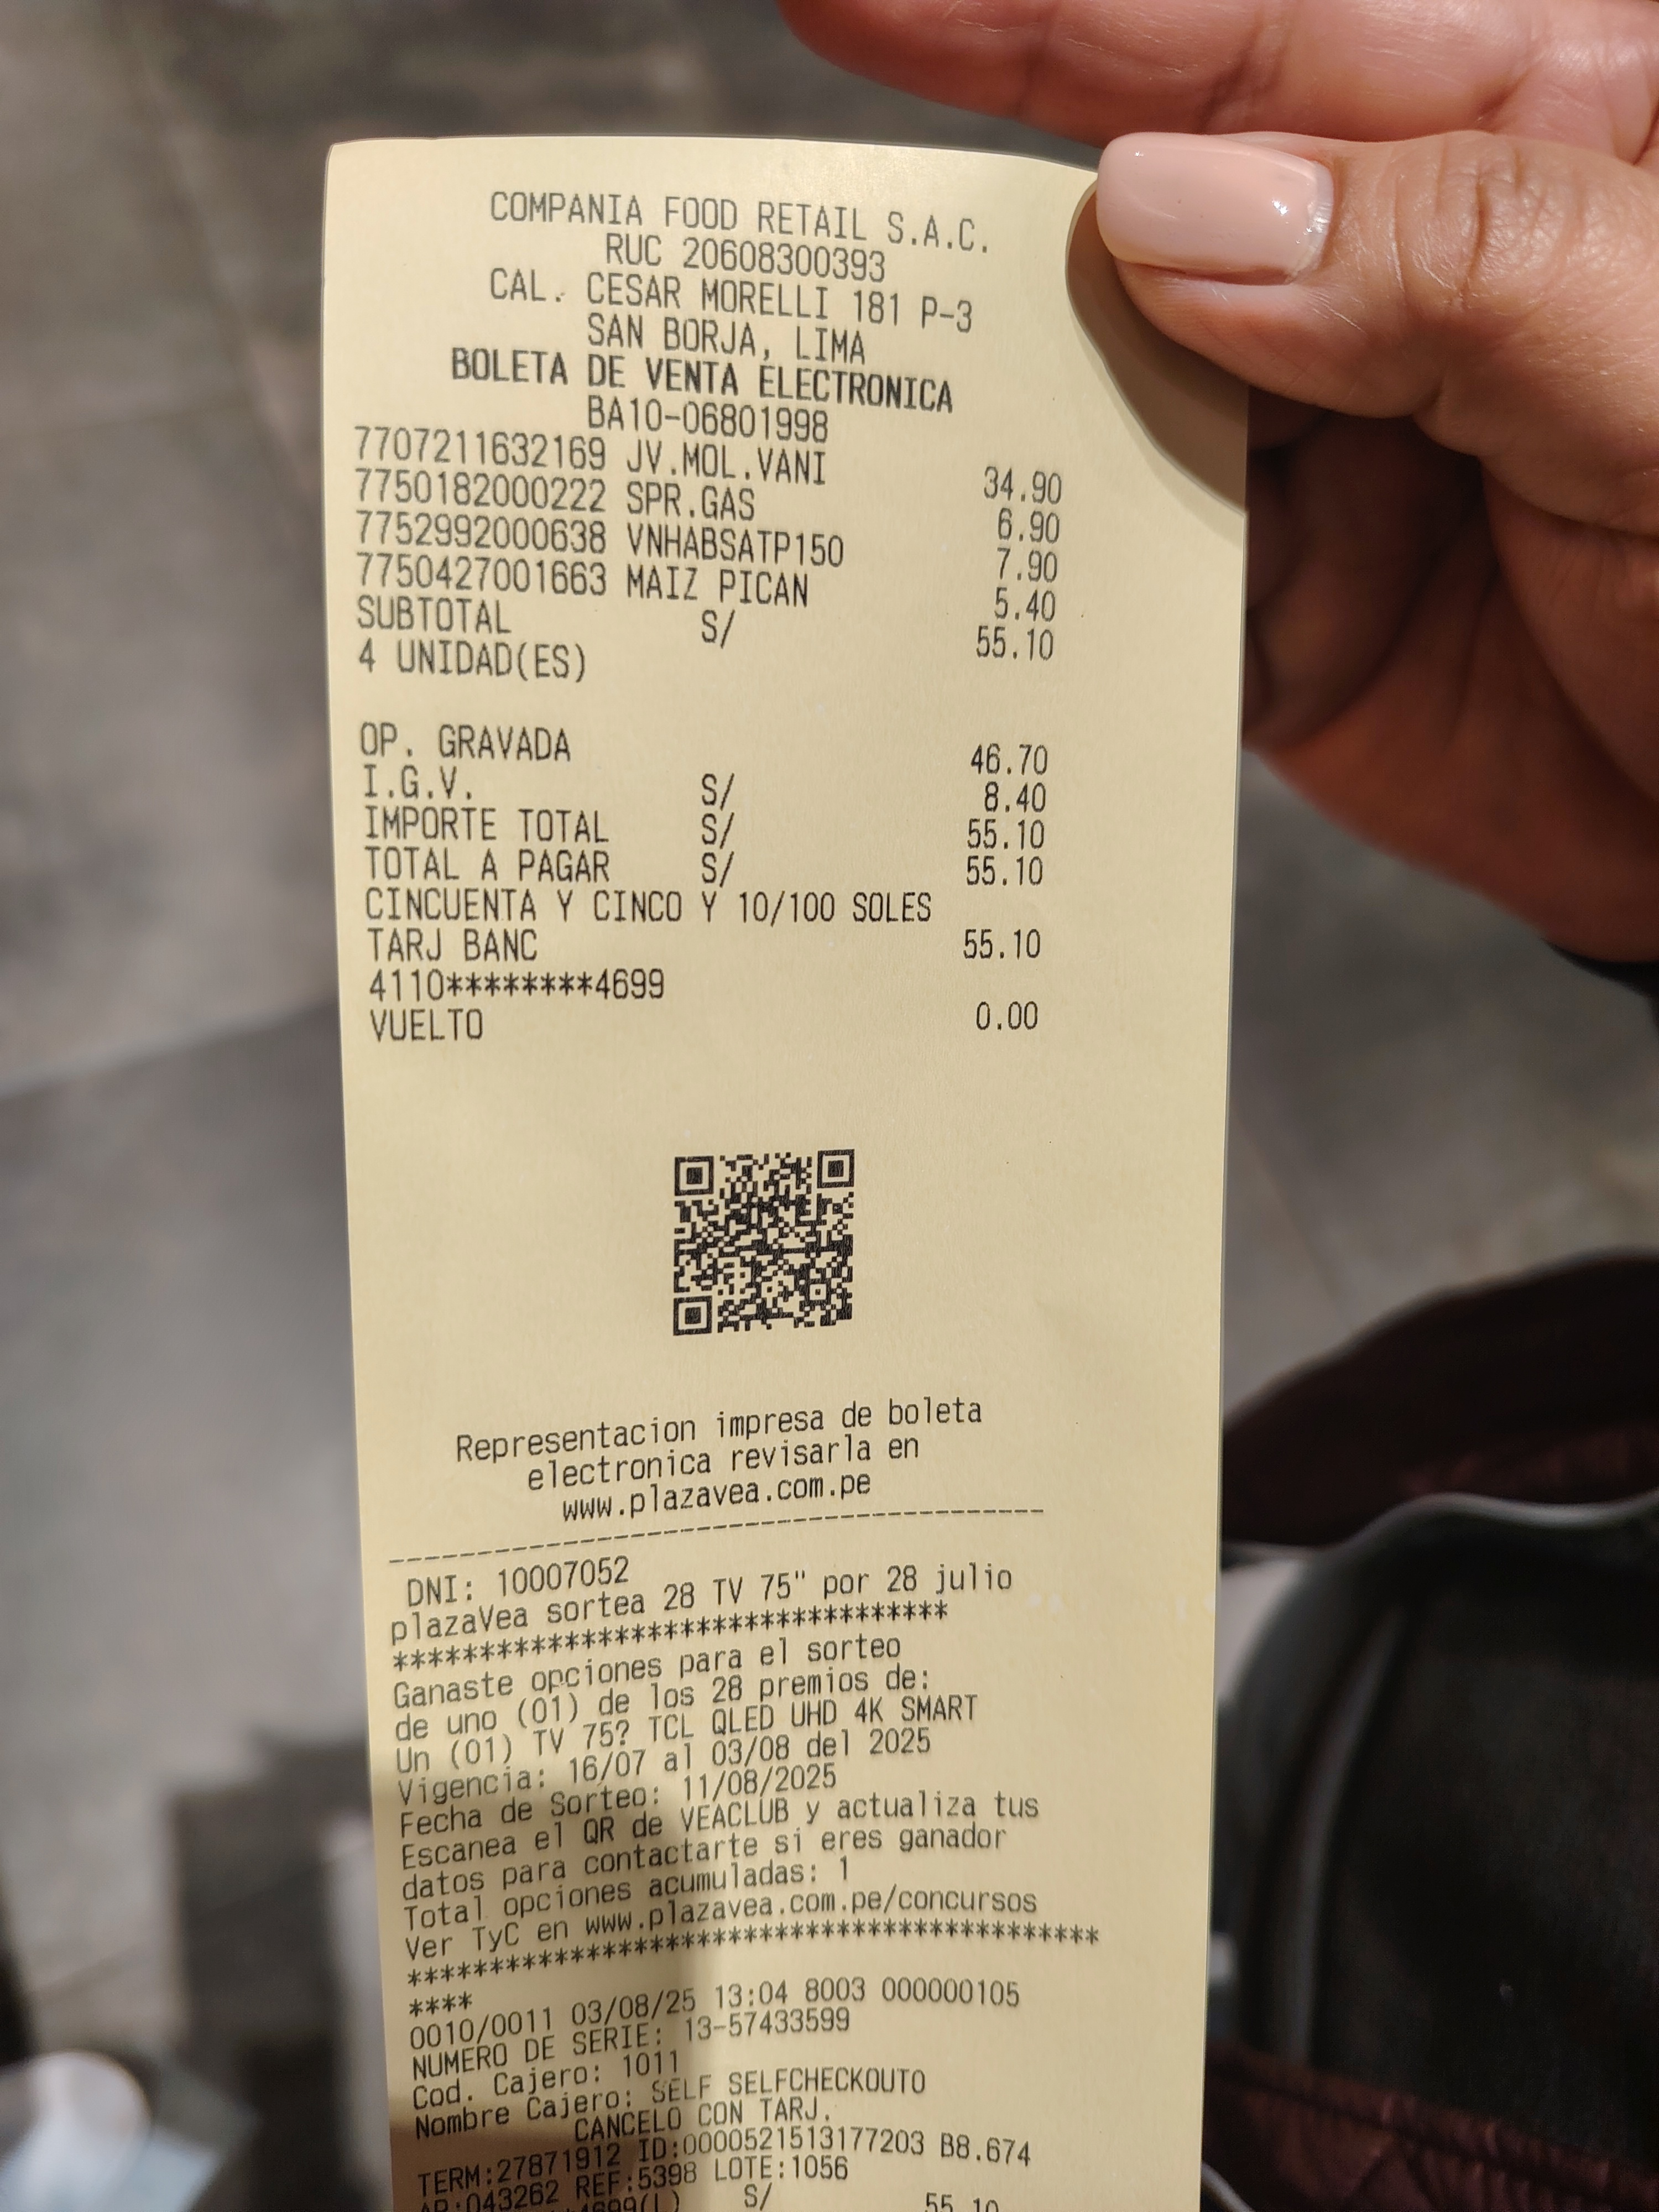 COMPANIA FOOD RETAIL S.A.C.
RUC 20608300393
CAL. CESAR MORELLI 181 P-3
SAN BORJA, LIMA
BOLETA DE VENTA ELECTRONICA
BA10-06801998
7707211632169 JV.MOL.VANI 34.90
7750182000222 SPR.GAS 6.90
7752992000638 VNHABSATP150 7.90
7750427001663 MAIZ PICAN 5.40
SUBTOTAL S/ 55.10
4 UNIDAD(ES)
OP. GRAVADA 46.70
I.G.V. S/ 8.40
IMPORTE TOTAL S/ 55.10
TOTAL A PAGAR S/ 55.10
CINCUENTA Y CINCO Y 10/100 SOLES
TARJ BANC 55.10
4110********4699
VUELTO 0.00
Representacion impresa de boleta
electronica revisarla en
www.plazavea.com.pe
--------------------------------------------
DNI: 10007052
plazaVea sortea 28 TV 75" por 28 julio
**********************************
Ganaste opciones para el sorteo
de uno (01) de los 28 premios de:
Un (01) TV 75? TCL QLED UHD 4K SMART
Vigencia: 16/07 al 03/08 del 2025
Fecha de Sorteo: 11/08/2025
Escanea el QR de VEACLUB y actualiza tus
datos para contactarte si eres ganador
Total opciones acumuladas: 1
Ver TyC en www.plazavea.com.pe/concursos
******************************************
****
0010/0011 03/08/25 13:04 8003 000000105
NUMERO DE SERIE: 13-57433599
Cod. Cajero: 1011
Nombre Cajero: SELF SELFCHECKOUTO
CANCELO CON TARJ.
TERM:27871912 ID:0000521513177203 B8.674
AP:043262 REF:5398 LOTE:1056
4699(L) S/ 55.10